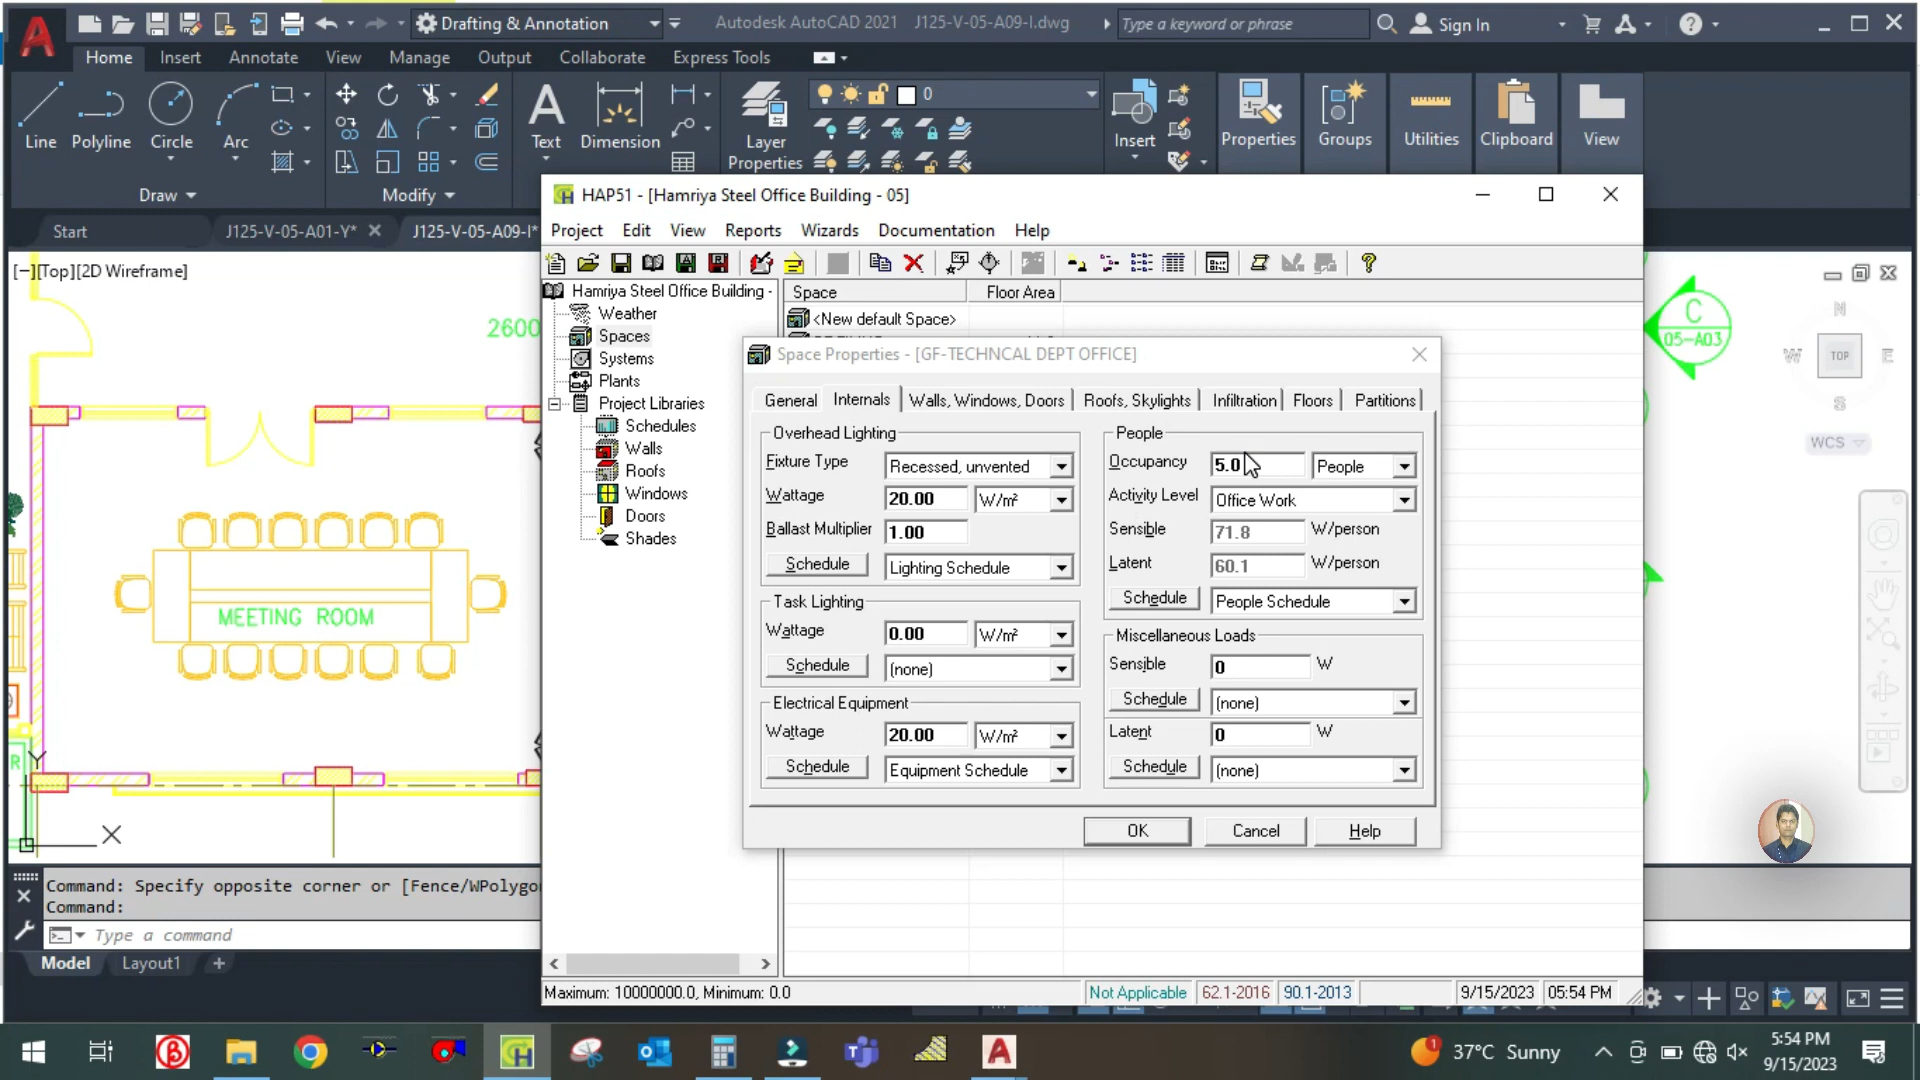 Drafting & Annotation
Autodesk AutoCAD 2021 J125-V-05-A09-I.dwg
Type a keyword or phrase
Sign In
Home Insert Annotate View Manage Output Collaborate Express Tools
0
Line Polyline Circle Arc
Text Dimension
Layer
Properties
Insert
Properties Groups Utilities Clipboard View
Draw Modify
Start J125-V-05-A01-Y* J125-V-05-A09-I*
[−][Top][2D Wireframe]
2600
MEETING ROOM
R
Y
X
C
05-A03
N
W TOP E
S
WCS
HAP51 - [Hamriya Steel Office Building - 05]
Project Edit View Reports Wizards Documentation Help
Hamriya Steel Office Building -
Weather
Spaces
Systems
Plants
Project Libraries
Schedules
Walls
Roofs
Windows
Doors
Shades
Space Floor Area
<New default Space>
Space Properties - [GF-TECHNCAL DEPT OFFICE]
General Internals Walls, Windows, Doors Roofs, Skylights Infiltration Floors Partitions
Overhead Lighting
Fixture Type Recessed, unvented
Wattage 20.00 W/m²
Ballast Multiplier 1.00
Schedule Lighting Schedule
Task Lighting
Wattage 0.00 W/m²
Schedule (none)
Electrical Equipment
Wattage 20.00 W/m²
Schedule Equipment Schedule
People
Occupancy 5.0 People
Activity Level Office Work
Sensible 71.8 W/person
Latent 60.1 W/person
Schedule People Schedule
Miscellaneous Loads
Sensible 0 W
Schedule (none)
Latent 0 W
Schedule (none)
OK Cancel Help
Maximum: 10000000.0, Minimum: 0.0
Not Applicable 62.1-2016 90.1-2013 9/15/2023 05:54 PM
Command: Specify opposite corner or [Fence/WPolygon
Command:
Type a command
Model Layout1 +
1
37°C Sunny
5:54 PM
9/15/2023